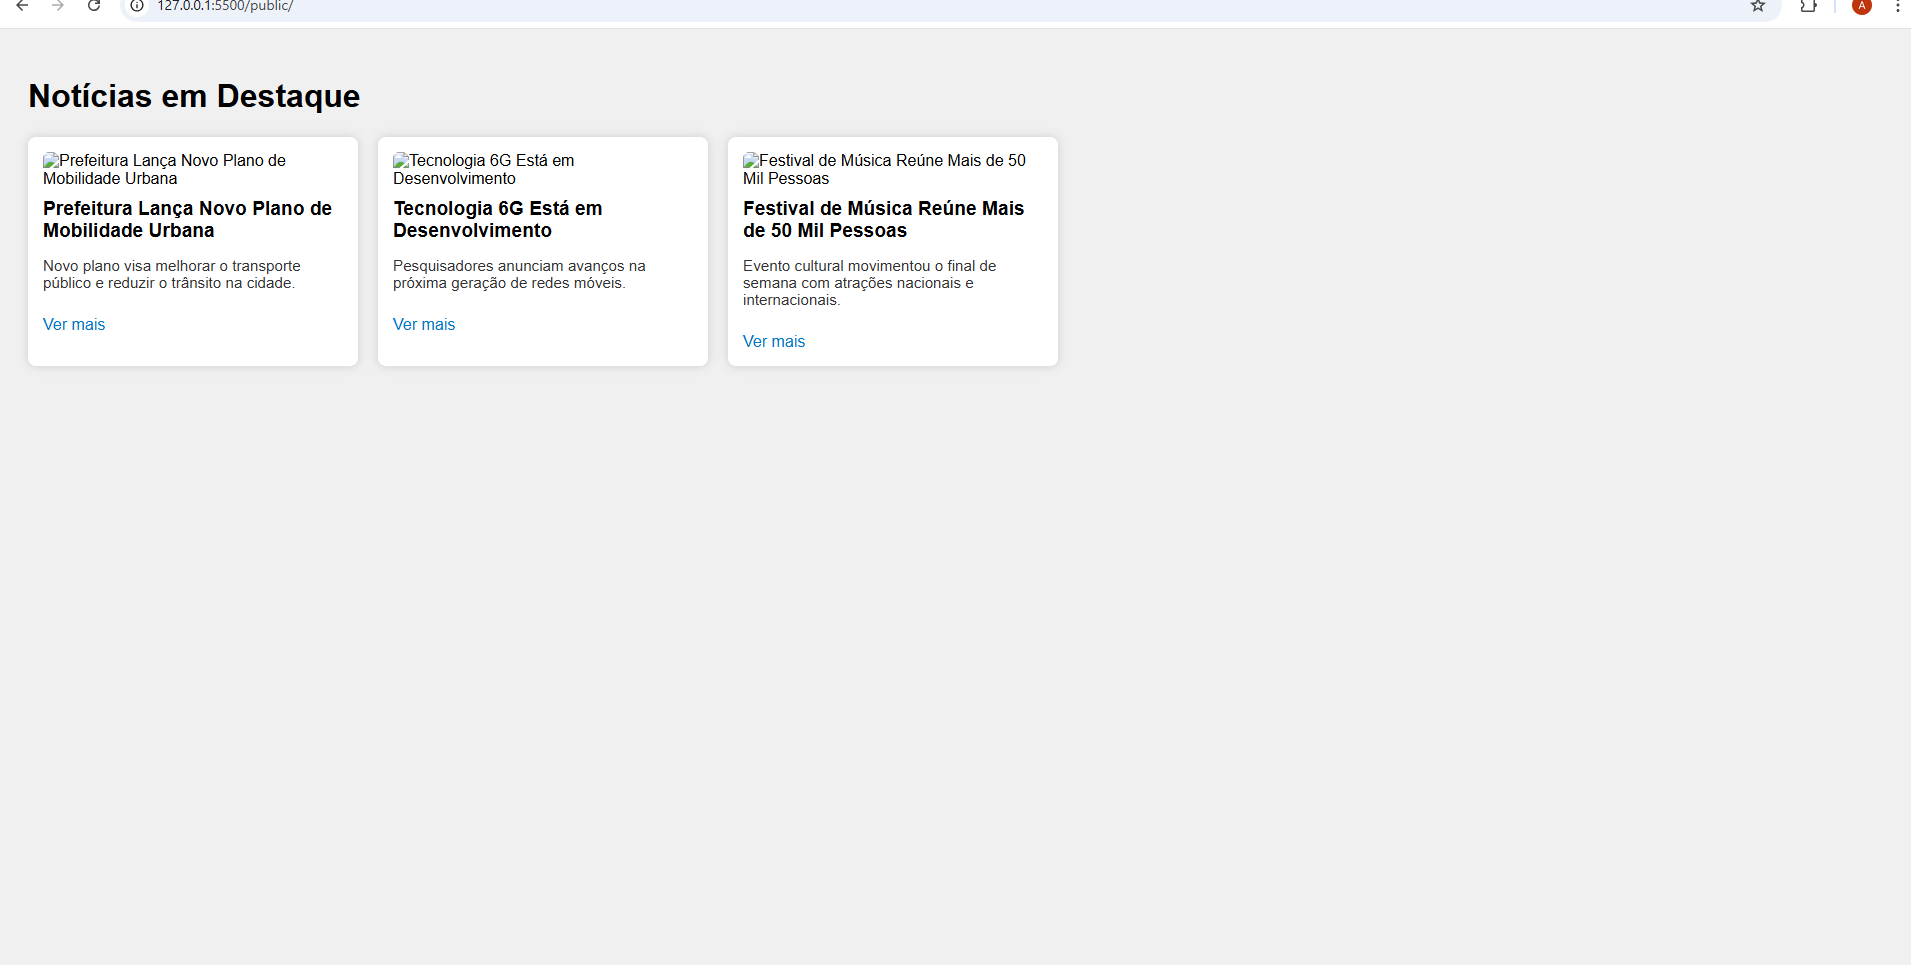 127.0.0.1:5500/public/
A
Notícias em Destaque
Prefeitura Lança Novo Plano de
Mobilidade Urbana
Prefeitura Lança Novo Plano de
Mobilidade Urbana
Novo plano visa melhorar o transporte
público e reduzir o trânsito na cidade.
Ver mais
Tecnologia 6G Está em
Desenvolvimento
Tecnologia 6G Está em
Desenvolvimento
Pesquisadores anunciam avanços na
próxima geração de redes móveis.
Ver mais
Festival de Música Reúne Mais de 50
Mil Pessoas
Festival de Música Reúne Mais
de 50 Mil Pessoas
Evento cultural movimentou o final de
semana com atrações nacionais e
internacionais.
Ver mais